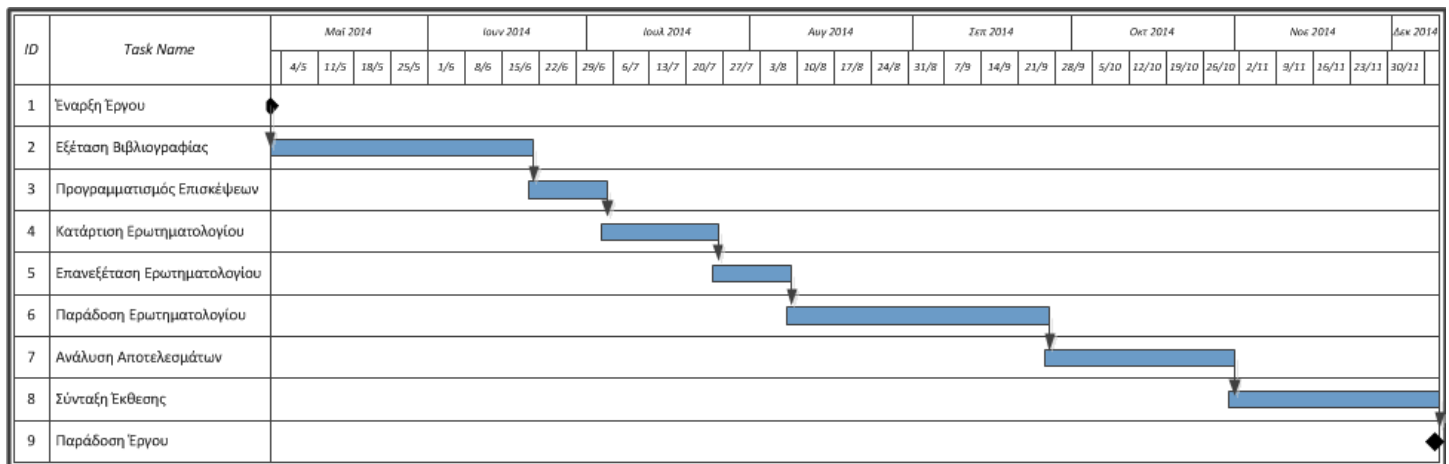 ID Task Name Μαϊ 2014 Ιουν 2014 Ιουλ 2014 Αυγ 2014 Σεπ 2014 Οκτ 2014 Νοε 2014 Δεκ 2014
4/5 11/5 18/5 25/5 1/6 8/6 15/6 22/6 29/6 6/7 13/7 20/7 27/7 3/8 10/8 17/8 24/8 31/8 7/9 14/9 21/9 28/9 5/10 12/10 19/10 26/10 2/11 9/11 16/11 23/11 30/11
1 Έναρξη Έργου
2 Εξέταση Βιβλιογραφίας
3 Προγραμματισμός Επισκέψεων
4 Κατάρτιση Ερωτηματολογίου
5 Επανεξέταση Ερωτηματολογίου
6 Παράδοση Ερωτηματολογίου
7 Ανάλυση Αποτελεσμάτων
8 Σύνταξη Έκθεσης
9 Παράδοση Έργου